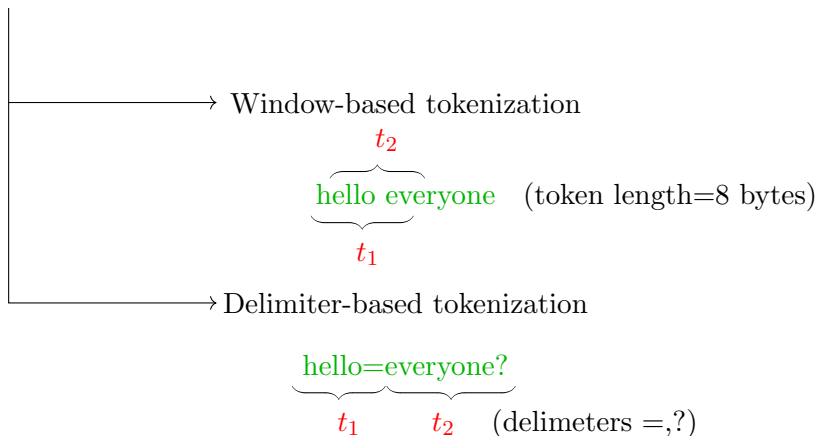 Window-based tokenization
t2
hello everyone (token length=8 bytes)
t1
Delimiter-based tokenization
hello=everyone?
t1 t2 (delimeters =,?)